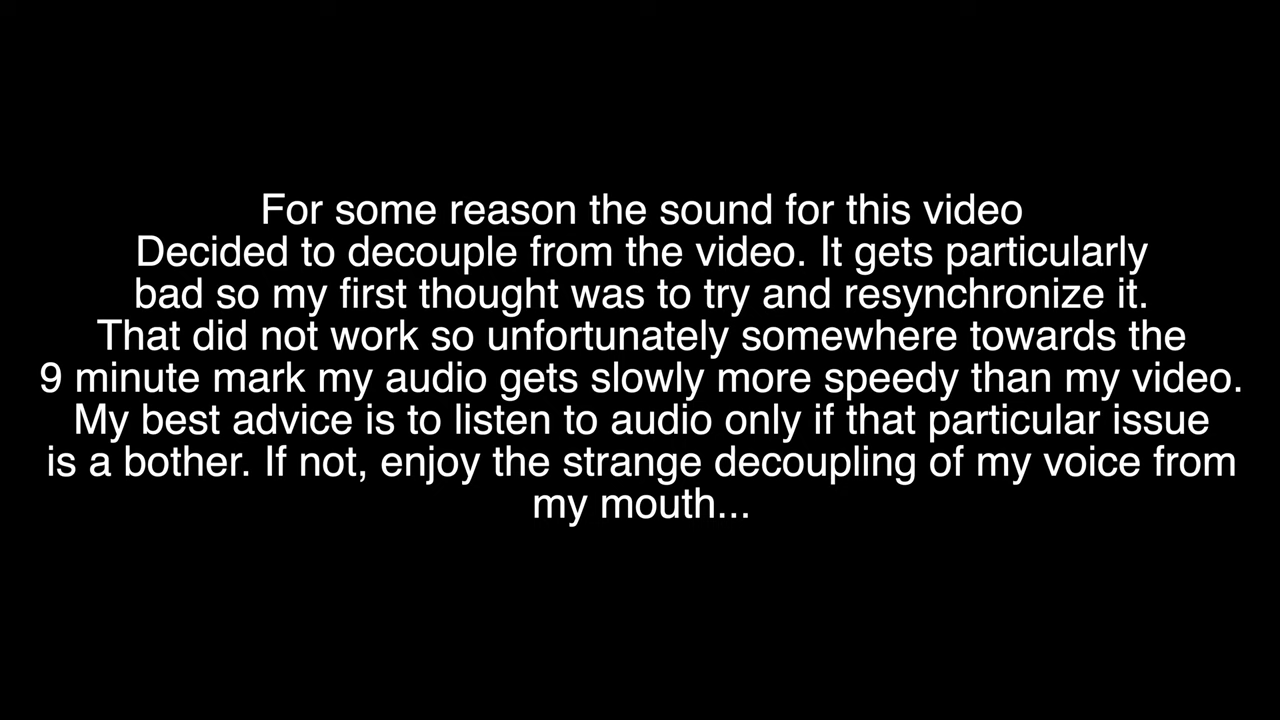 For some reason the sound for this video
Decided to decouple from the video. It gets particularly
bad so my first thought was to try and resynchronize it.
That did not work so unfortunately somewhere towards the
9 minute mark my audio gets slowly more speedy than my video.
My best advice is to listen to audio only if that particular issue
is a bother. If not, enjoy the strange decoupling of my voice from
my mouth...